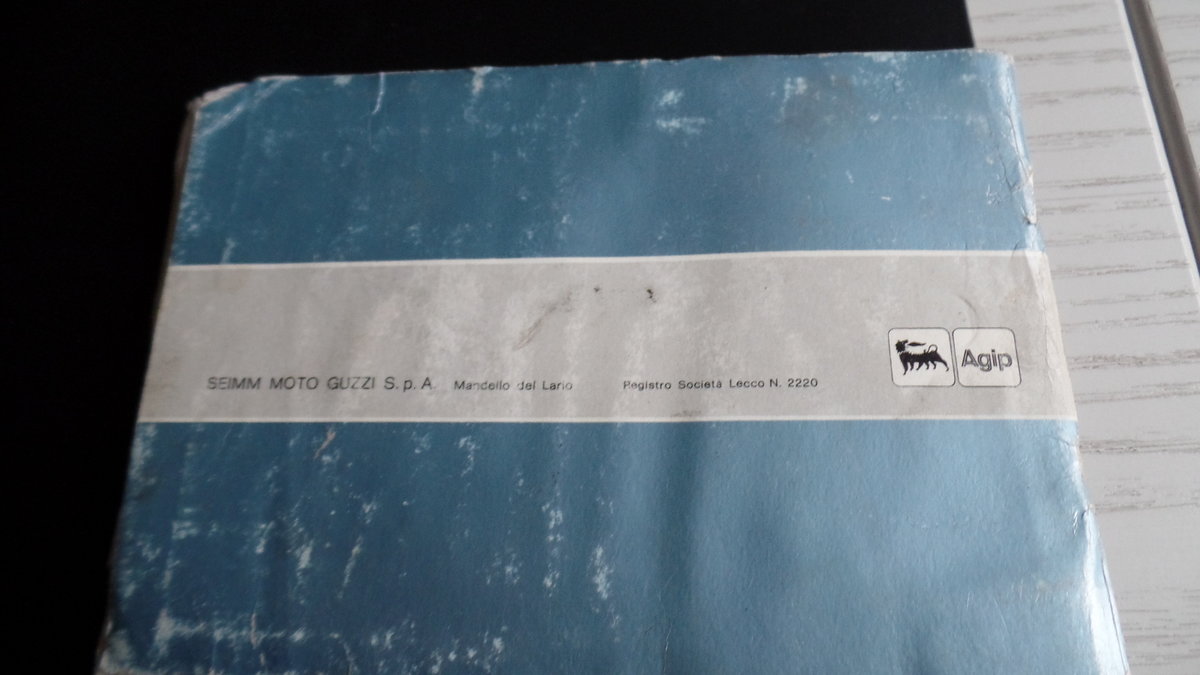 SEIMM MOTO GUZZI S.p.A. Mandello del Lario Registro Società Lecco N. 2220
Agip